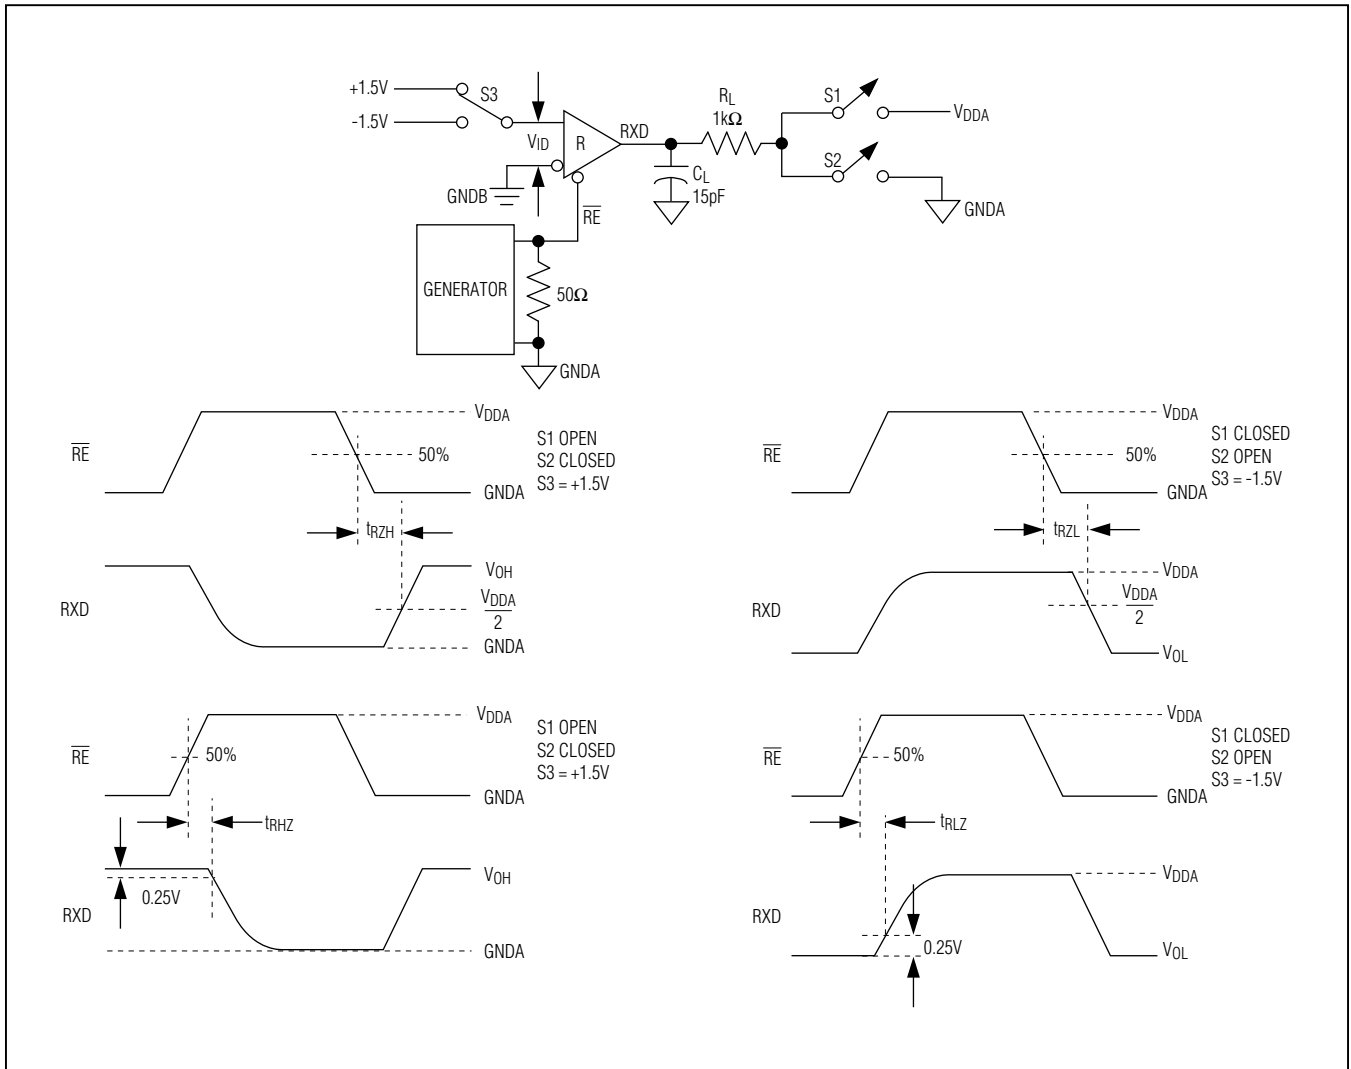 +1.5V
S3
-1.5V
VID
R
RXD
RL
1kΩ
S1
VDDA
S2
GNDB
RE
CL
15pF
GNDA
GENERATOR
50Ω
GNDA
RE
VDDA
50%
GNDA
S1 OPEN
S2 CLOSED
S3 = +1.5V
tRZH
RXD
VOH
VDDA
2
GNDA
RE
VDDA
50%
GNDA
S1 CLOSED
S2 OPEN
S3 = -1.5V
tRZL
RXD
VDDA
VDDA
2
VOL
RE
VDDA
50%
GNDA
S1 OPEN
S2 CLOSED
S3 = +1.5V
tRHZ
RXD
0.25V
VOH
GNDA
RE
VDDA
50%
GNDA
S1 CLOSED
S2 OPEN
S3 = -1.5V
tRLZ
RXD
VDDA
0.25V
VOL